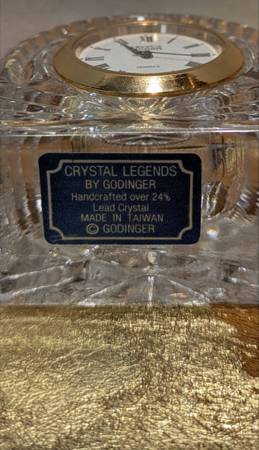 CRYSTAL LEGENDS
BY GODINGER
Handcrafted over 24%
Lead Crystal
MADE IN TAIWAN
© GODINGER